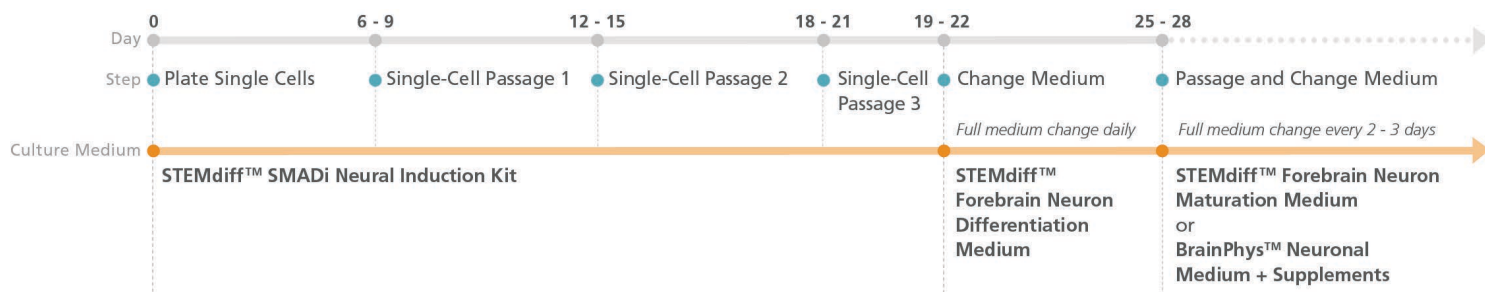 0 6 - 9 12 - 15 18 - 21 19 - 22 25 - 28
Day
Step Plate Single Cells Single-Cell Passage 1 Single-Cell Passage 2 Single-Cell Change Medium Passage and Change Medium
Passage 3
Full medium change daily Full medium change every 2 - 3 days
Culture Medium
STEMdiff™ SMADi Neural Induction Kit STEMdiff™ STEMdiff™ Forebrain Neuron
Forebrain Neuron Maturation Medium
Differentiation or
Medium BrainPhys™ Neuronal
Medium + Supplements